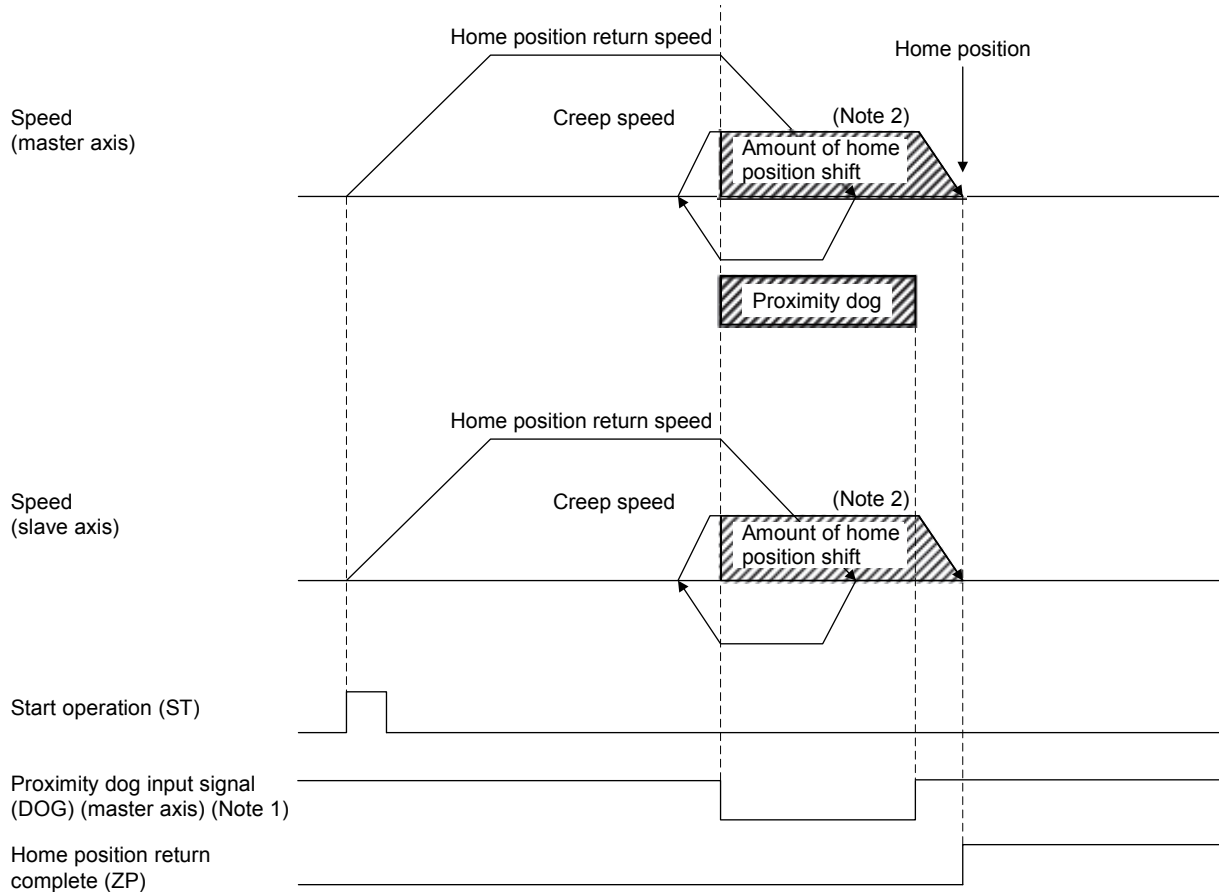 Home position return speed
Home position
Speed
(master axis)
Creep speed
(Note 2)
Amount of home
position shift
Proximity dog
Home position return speed
Speed
(slave axis)
Creep speed
(Note 2)
Amount of home
position shift
Start operation (ST)
Proximity dog input signal
(DOG) (master axis) (Note 1)
Home position return
complete (ZP)